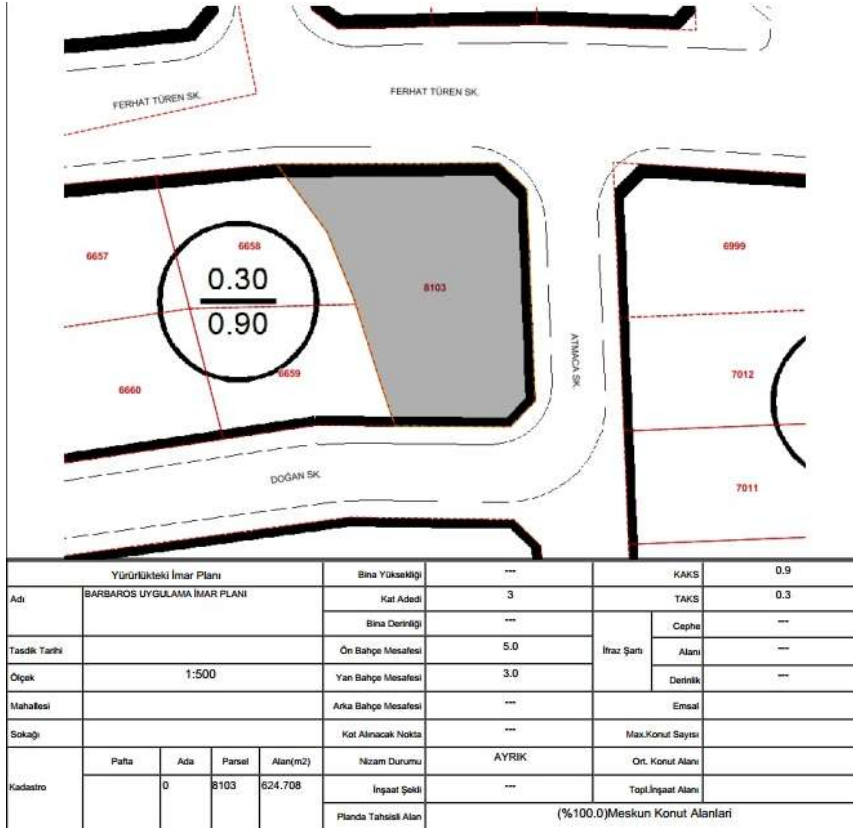 FERHAT TÜREN SK.
FERHAT TÜREN SK.
6657
6658
0.30
0.90
8103
6999
6660
6659
ATMACA SK.
7012
DOĞAN SK.
7011
Yürürlükteki İmar Planı
Bina Yüksekliği --- KAKS 0.9
Adı BARBAROS UYGULAMA İMAR PLANI
Kat Adedi 3 TAKS 0.3
Bina Derinliği --- İfraz Şartı Cephe ---
Tasdik Tarihi Ön Bahçe Mesafesi 5.0 Alanı ---
Ölçek 1:500 Yan Bahçe Mesafesi 3.0 Derinlik ---
Mahallesi Arka Bahçe Mesafesi --- Emsal
Sokağı Kot Alınacak Nokta --- Max.Konut Sayısı
Kadastro Pafta Ada Parsel Alan(m2) Nizam Durumu AYRIK Ort. Konut Alanı
0 8103 624.708 İnşaat Şekli --- Topl.İnşaat Alanı
Planda Tahsisli Alan (%100.0)Meskun Konut Alanlari